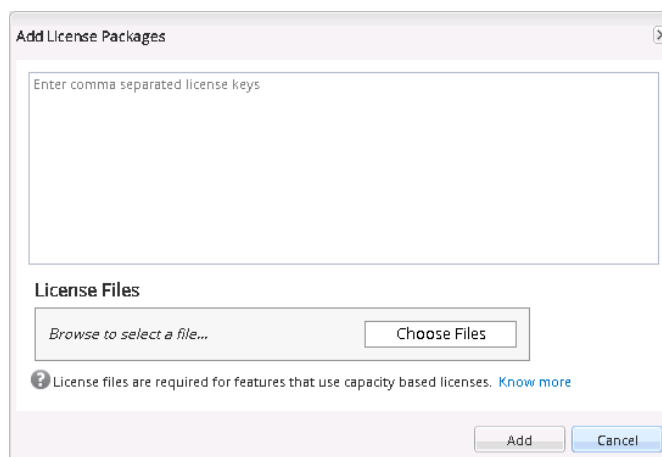 Add License Packages
Enter comma separated license keys
License Files
Browse to select a file...
Choose Files
License files are required for features that use capacity based licenses. Know more
Add
Cancel